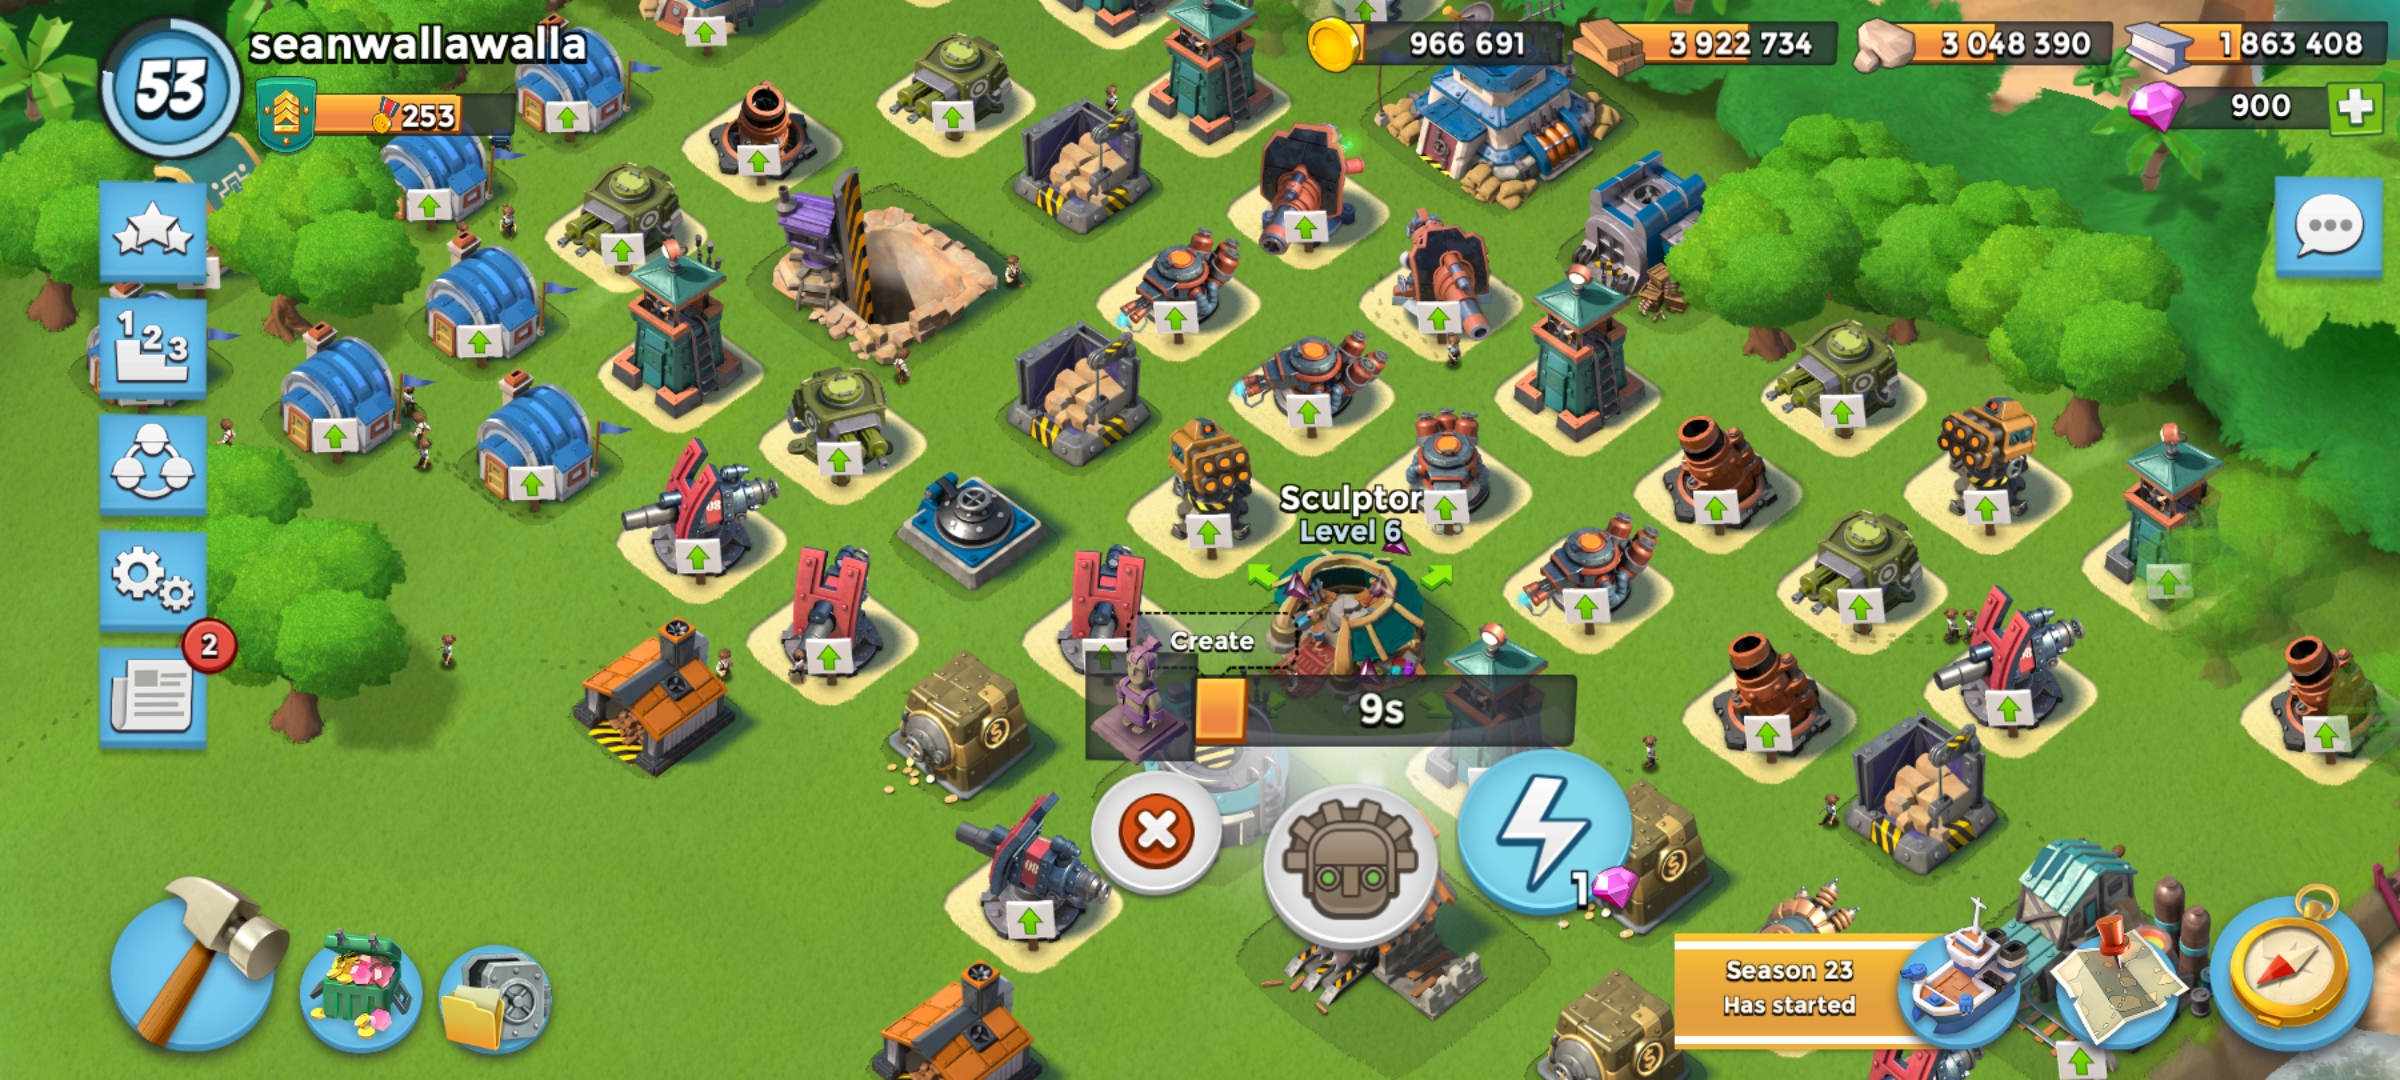 53
seanwallawalla
253
966 691
3 922 734
3 048 390
1 863 408
900
123
2
Sculptor
Level 6
Create
9s
1
Season 23
Has started